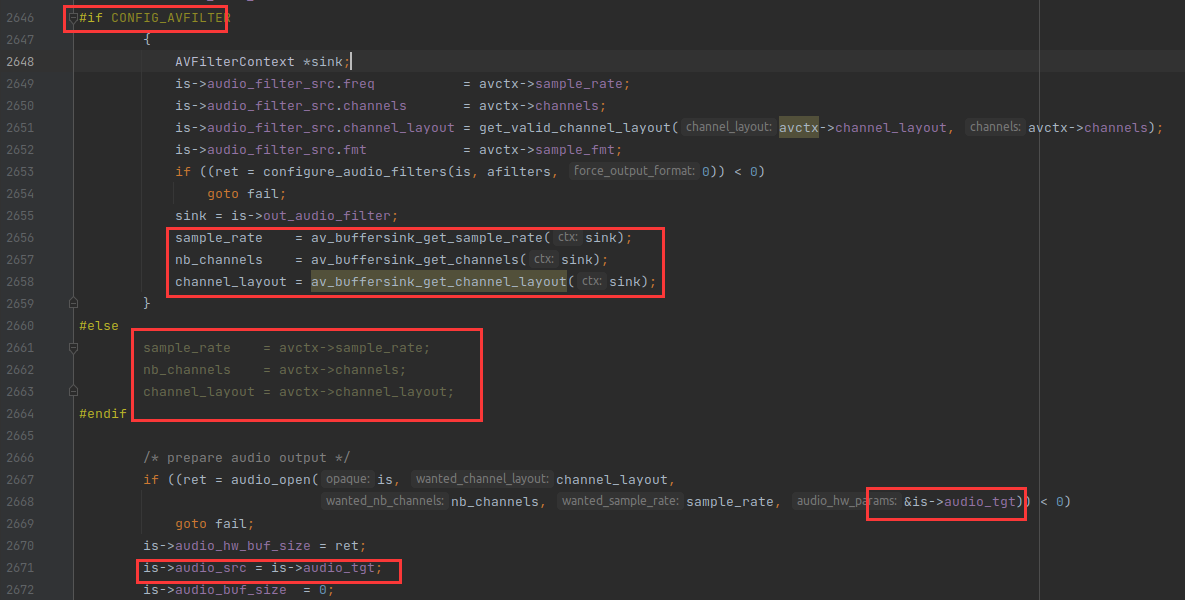 2646 #if CONFIG_AVFILTER
2647 {
2648 AVFilterContext *sink;
2649 is->audio_filter_src.freq = avctx->sample_rate;
2650 is->audio_filter_src.channels = avctx->channels;
2651 is->audio_filter_src.channel_layout = get_valid_channel_layout( channel_layout: avctx->channel_layout, channels: avctx->channels);
2652 is->audio_filter_src.fmt = avctx->sample_fmt;
2653 if ((ret = configure_audio_filters(is, afilters, force_output_format: 0)) < 0)
2654 goto fail;
2655 sink = is->out_audio_filter;
2656 sample_rate = av_buffersink_get_sample_rate( ctx: sink);
2657 nb_channels = av_buffersink_get_channels( ctx: sink);
2658 channel_layout = av_buffersink_get_channel_layout( ctx: sink);
2659 }
2660 #else
2661 sample_rate = avctx->sample_rate;
2662 nb_channels = avctx->channels;
2663 channel_layout = avctx->channel_layout;
2664 #endif
2665
2666 /* prepare audio output */
2667 if ((ret = audio_open( opaque: is, wanted_channel_layout: channel_layout,
2668 wanted_nb_channels: nb_channels, wanted_sample_rate: sample_rate, audio_hw_params: &is->audio_tgt)) < 0)
2669 goto fail;
2670 is->audio_hw_buf_size = ret;
2671 is->audio_src = is->audio_tgt;
2672 is->audio_buf_size = 0;